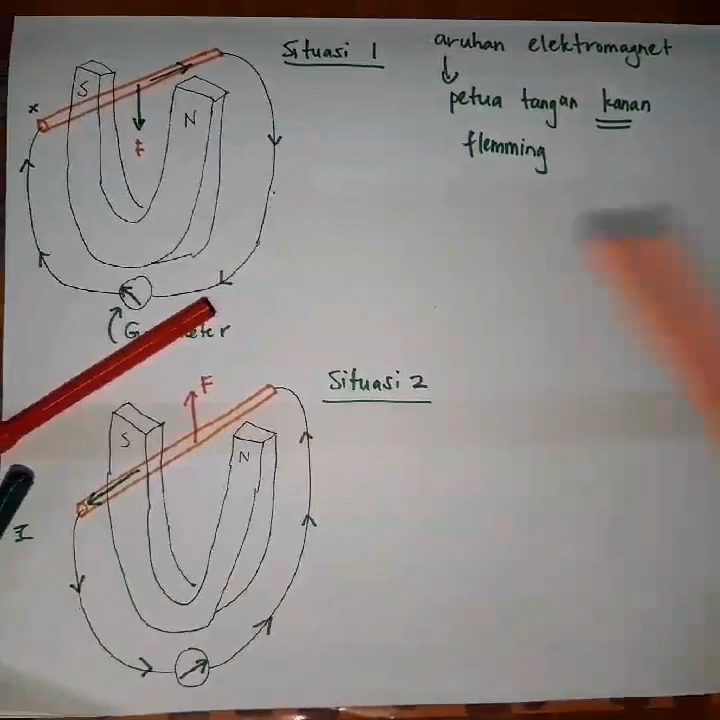 Situasi 1
aruhan elektromagnet
petua tangan kanan
flemming
S
N
x
F
Situasi 2
F
S
N
I